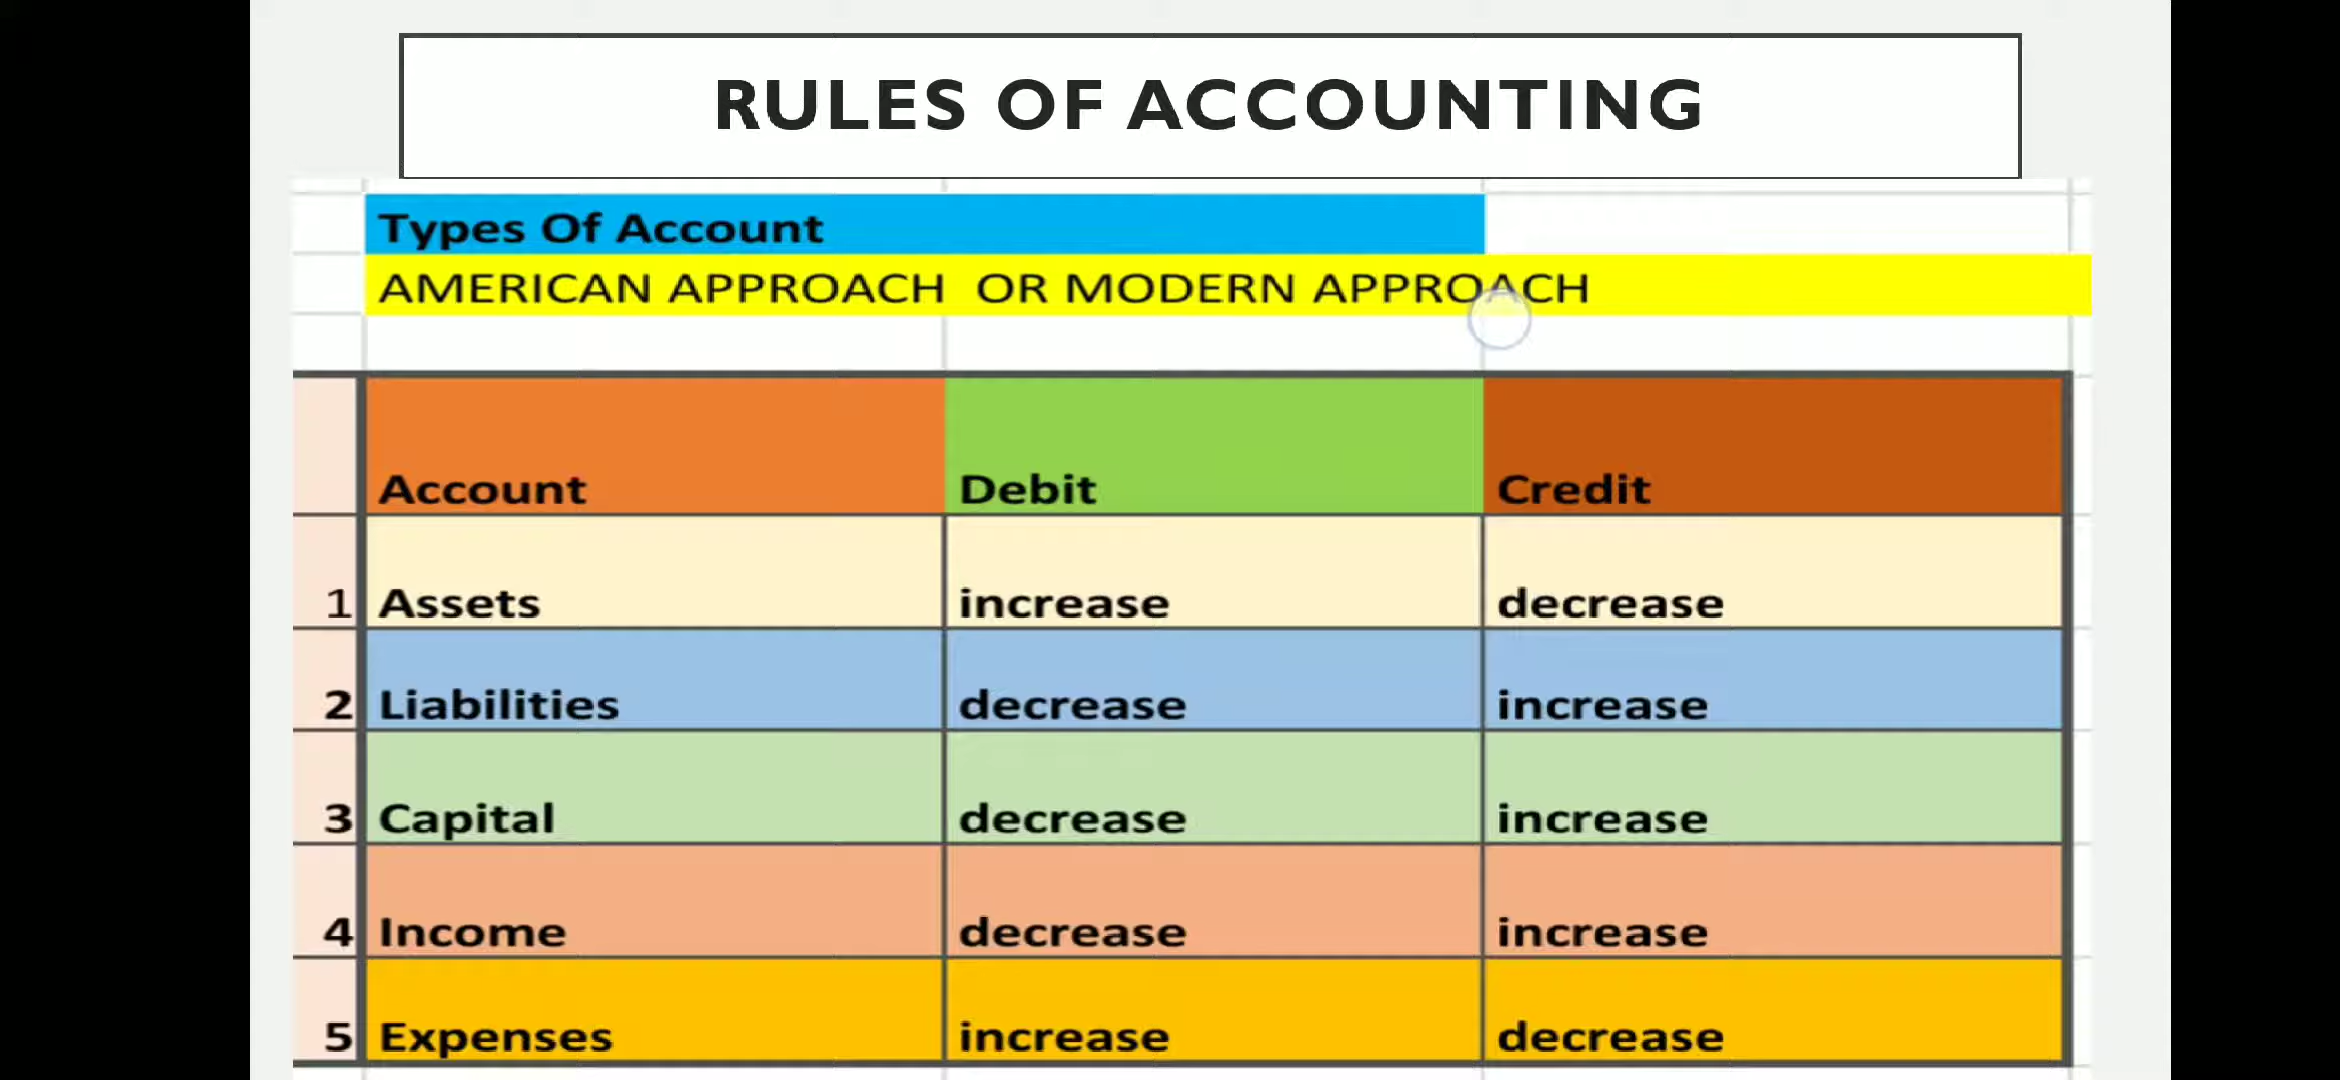 RULES OF ACCOUNTING
Types Of Account
AMERICAN APPROACH OR MODERN APPROACH
Account Debit Credit
1 Assets increase decrease
2 Liabilities decrease increase
3 Capital decrease increase
4 Income decrease increase
5 Expenses increase decrease